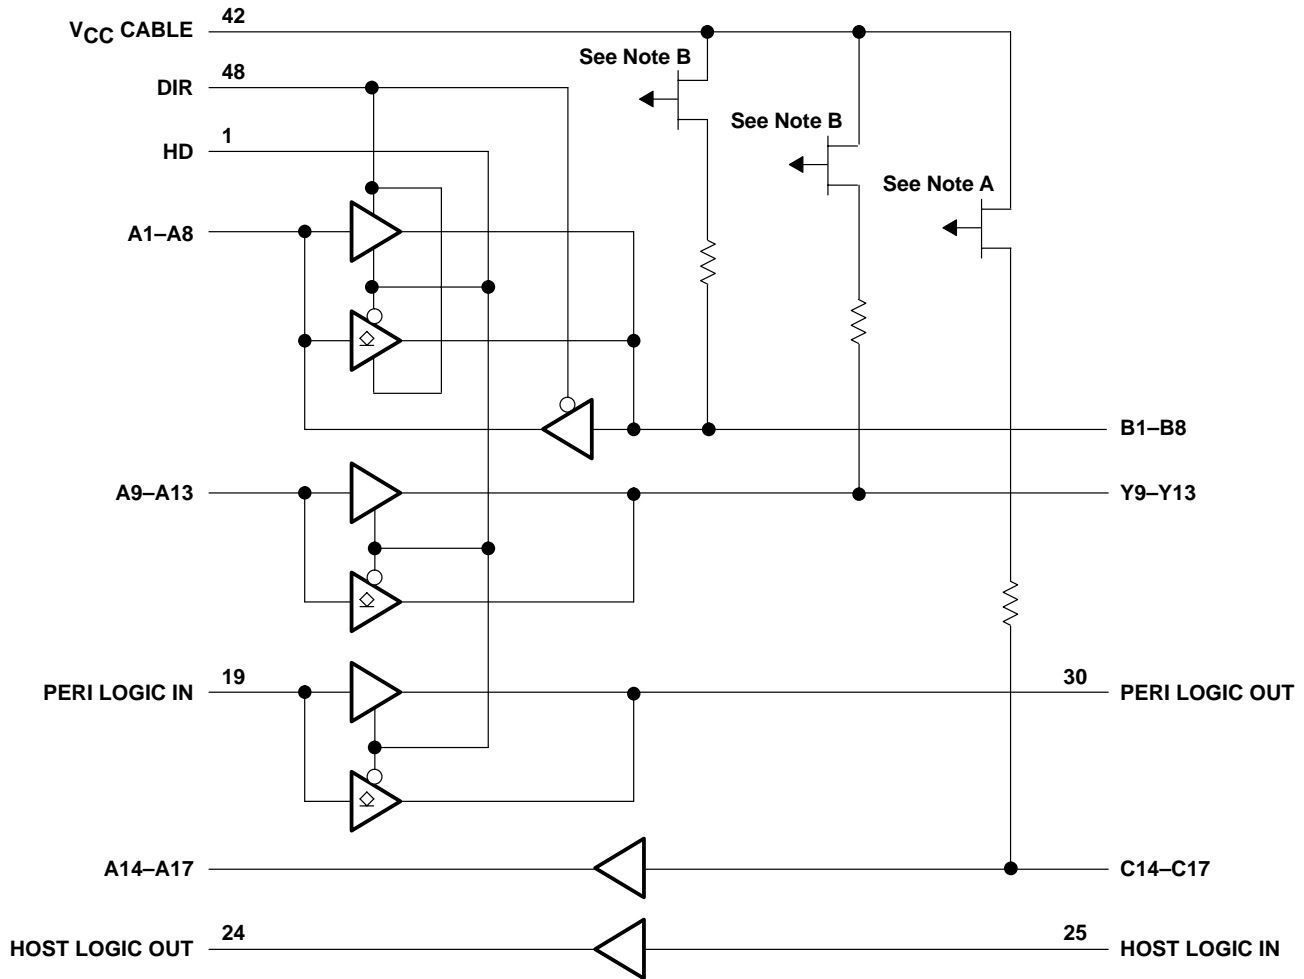 VCC CABLE 42
See Note B
DIR 48
See Note B
HD 1
See Note A
A1–A8
B1–B8
A9–A13
Y9–Y13
PERI LOGIC IN 19
30 PERI LOGIC OUT
A14–A17
C14–C17
HOST LOGIC OUT 24
25 HOST LOGIC IN